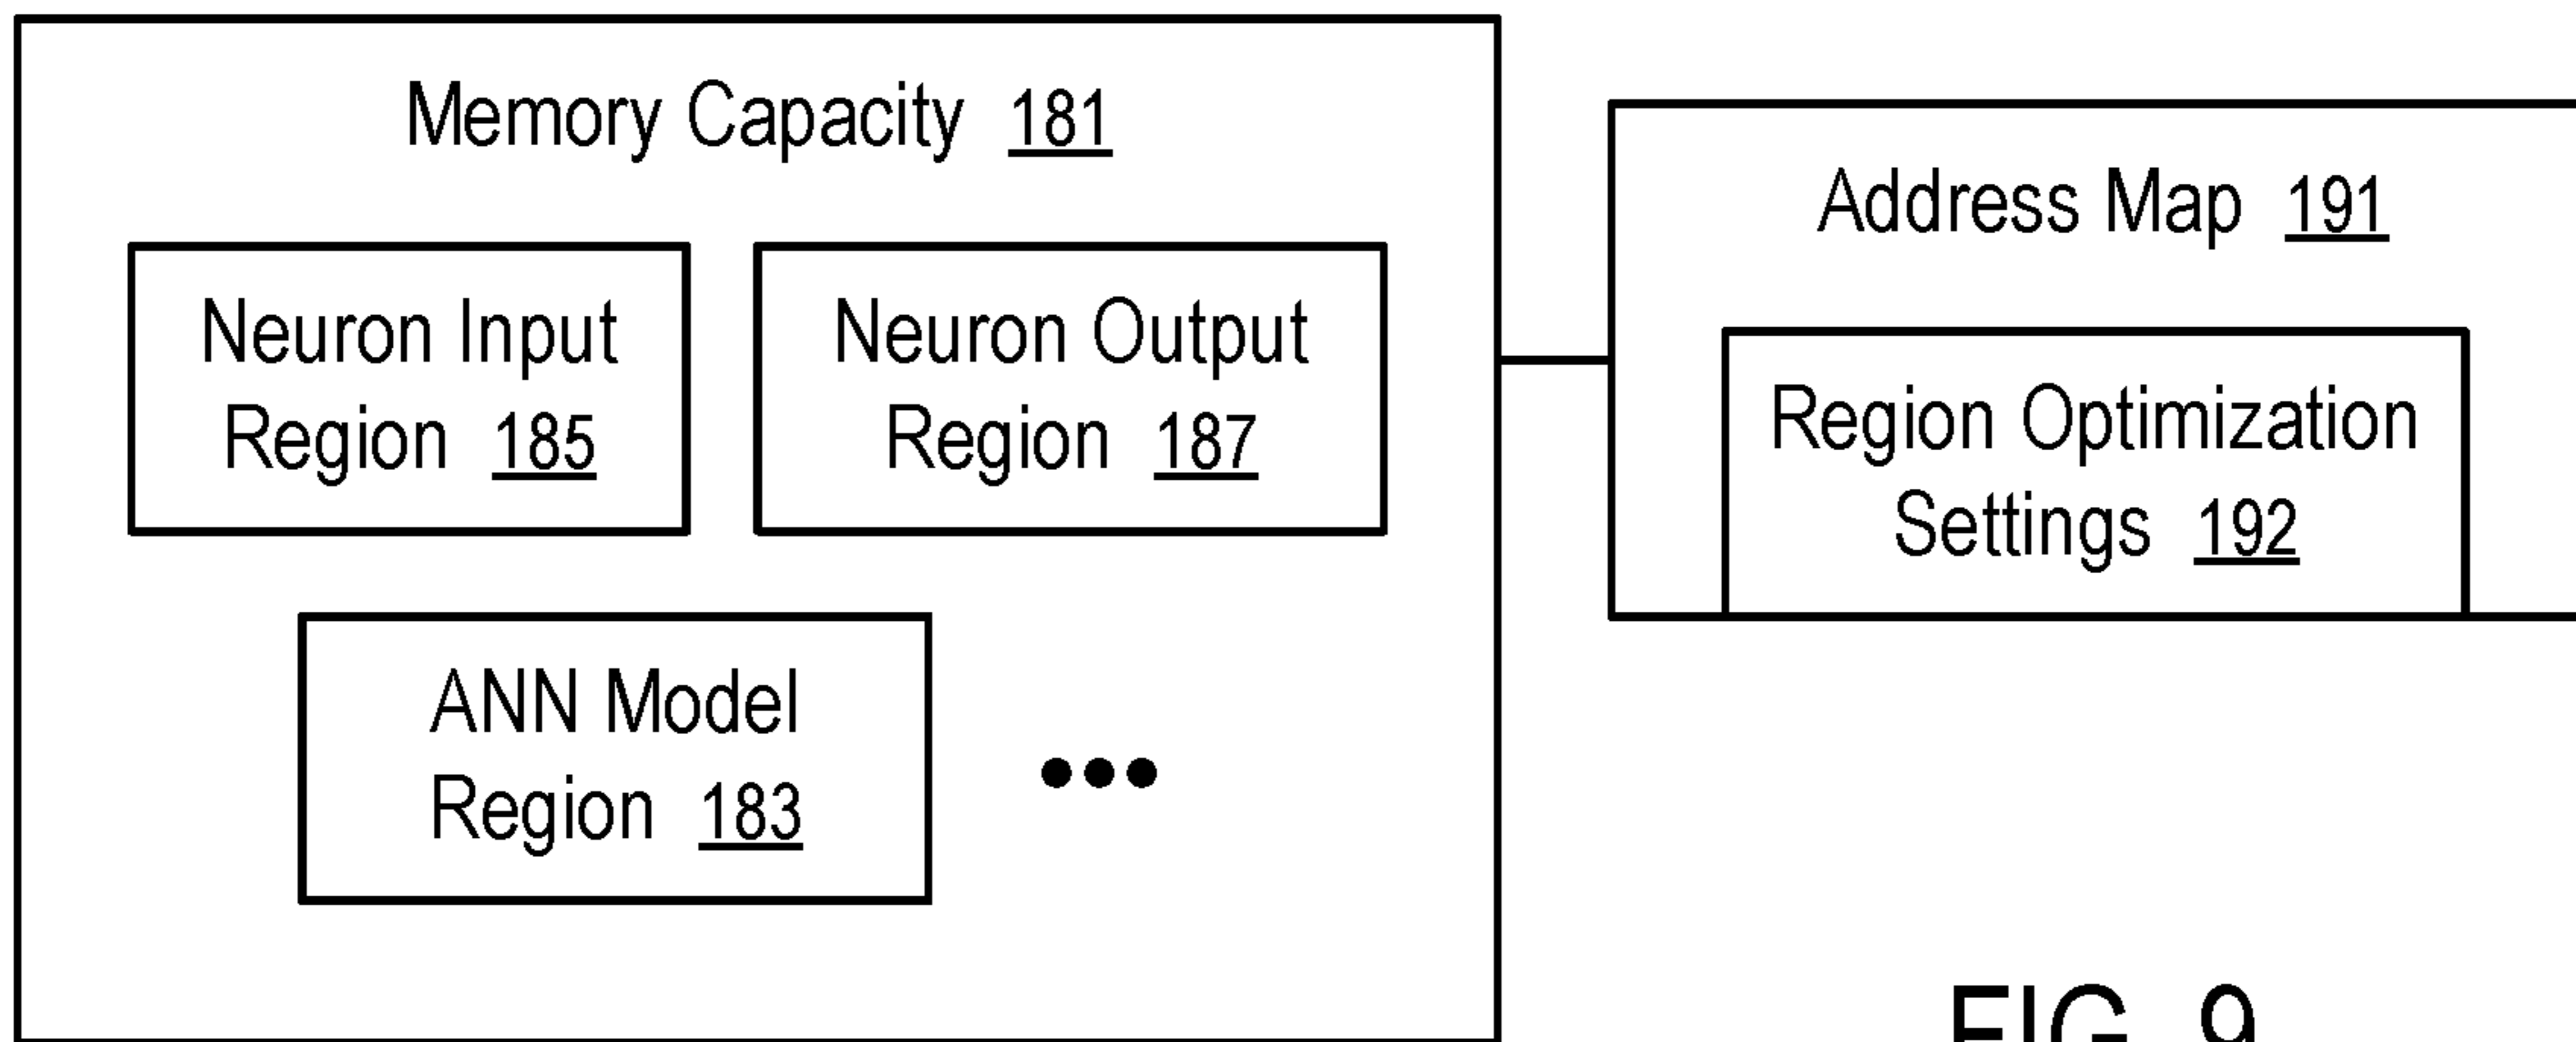 Memory Capacity 181
Neuron Input
Region 185
Neuron Output
Region 187
ANN Model
Region 183
•••
Address Map 191
Region Optimization
Settings 192
FIG. 9